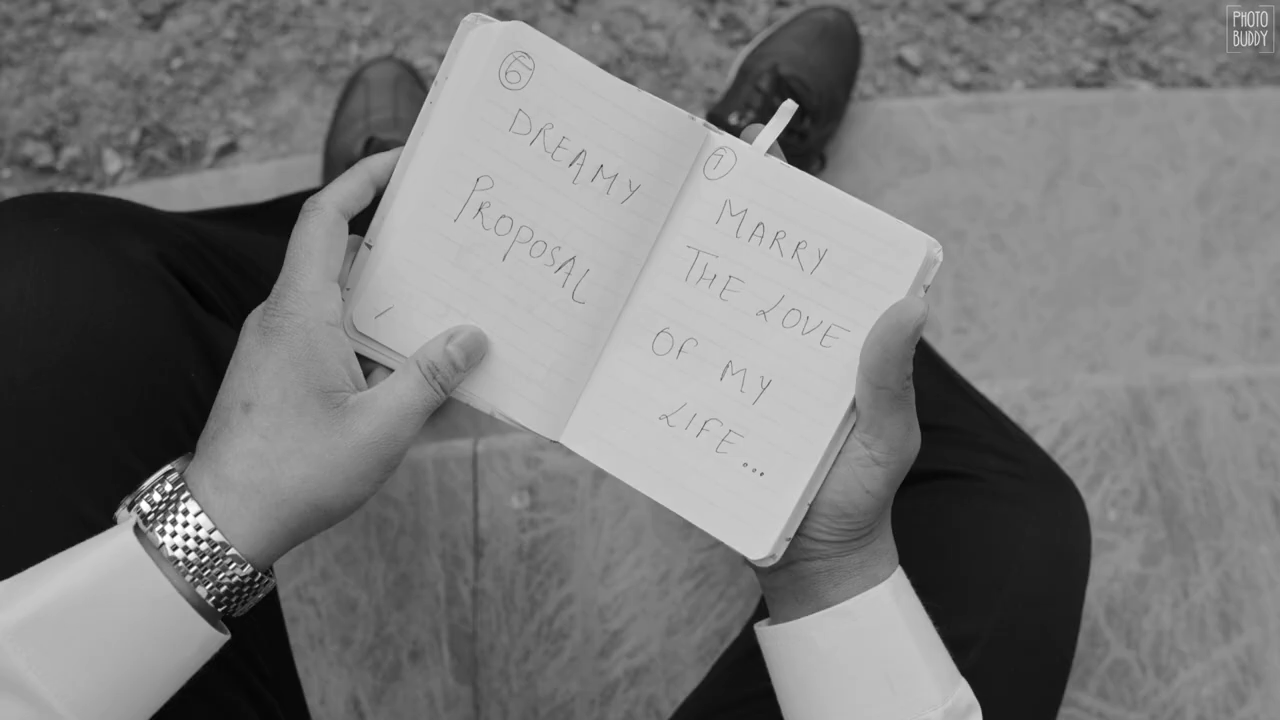 6
DREAMY
PROPOSAL
7
MARRY
THE LOVE
OF MY
LIFE...
PHOTO
BUDDY